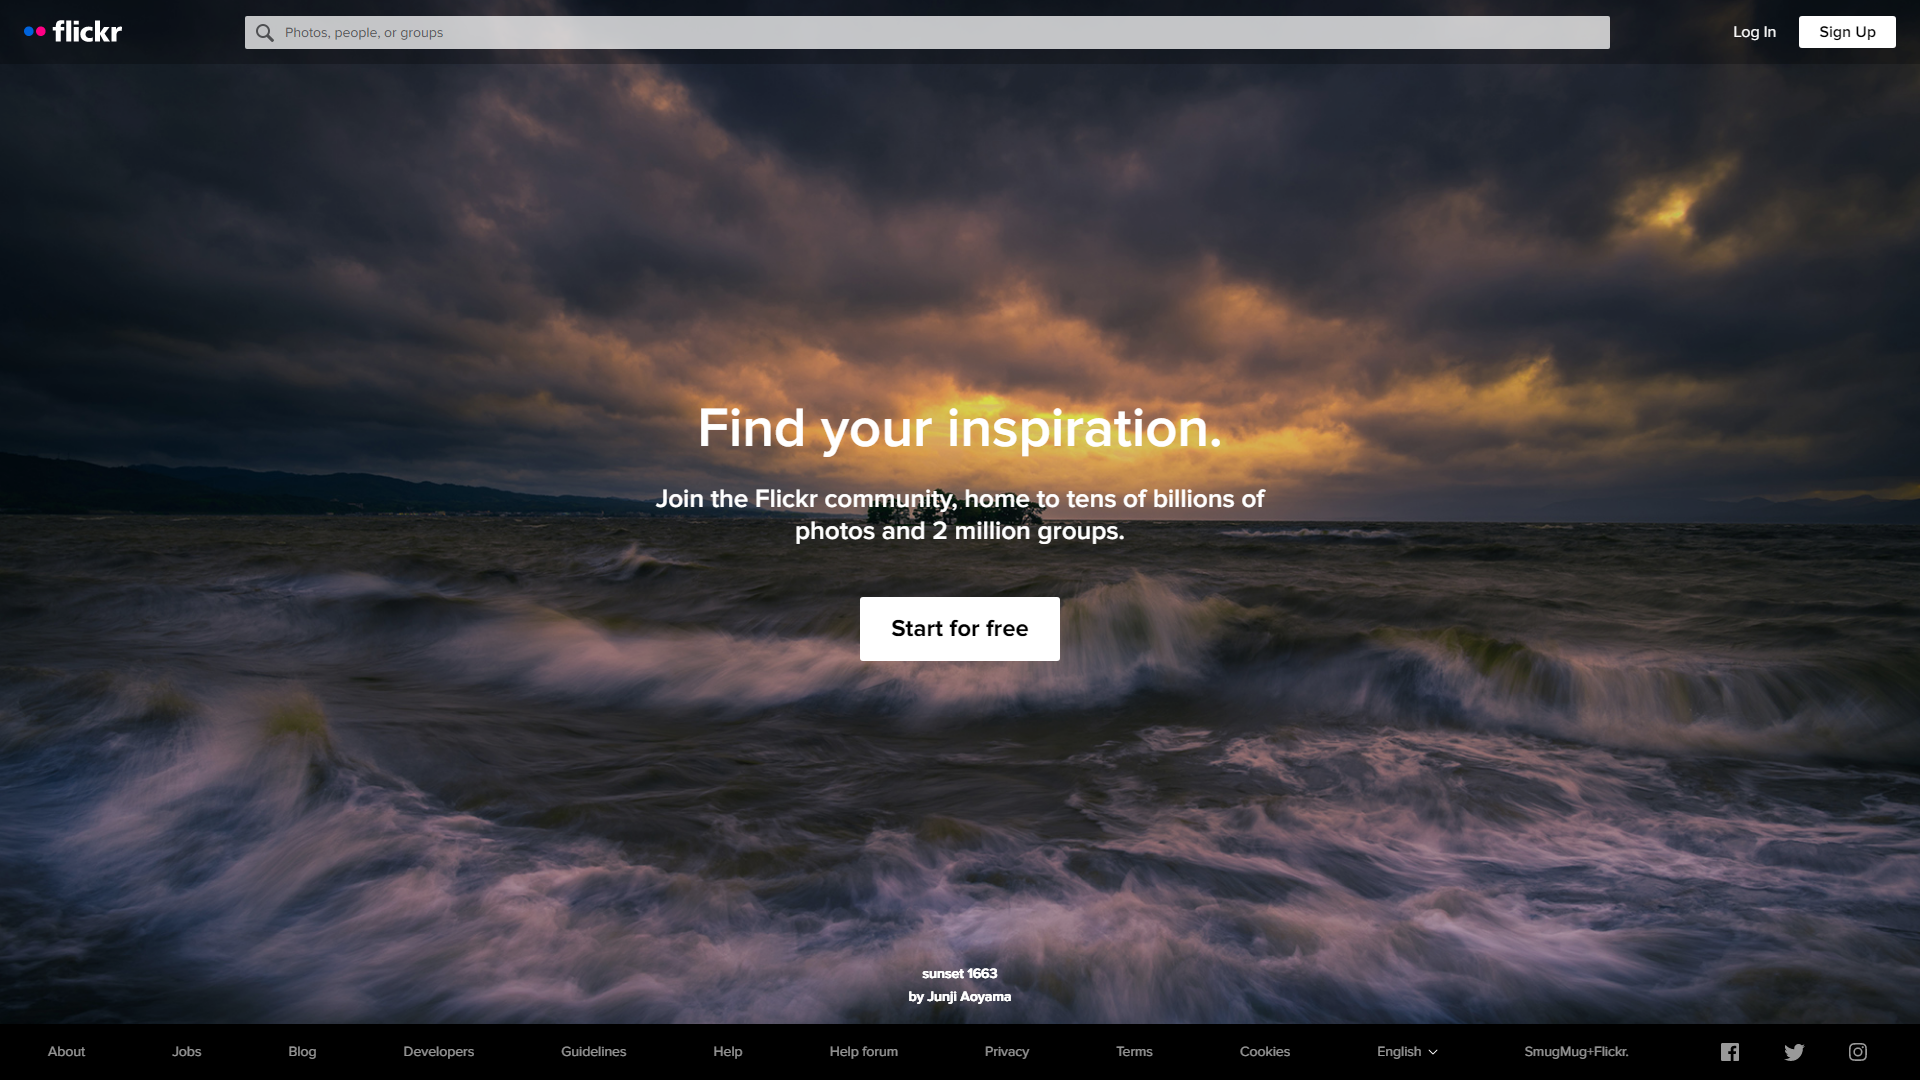 flickr
Photos, people, or groups
Log In
Sign Up
Find your inspiration.
Join the Flickr community, home to tens of billions of
photos and 2 million groups.
Start for free
sunset 1663
by Junji Aoyama
About
Jobs
Blog
Developers
Guidelines
Help
Help forum
Privacy
Terms
Cookies
English
SmugMug+Flickr.